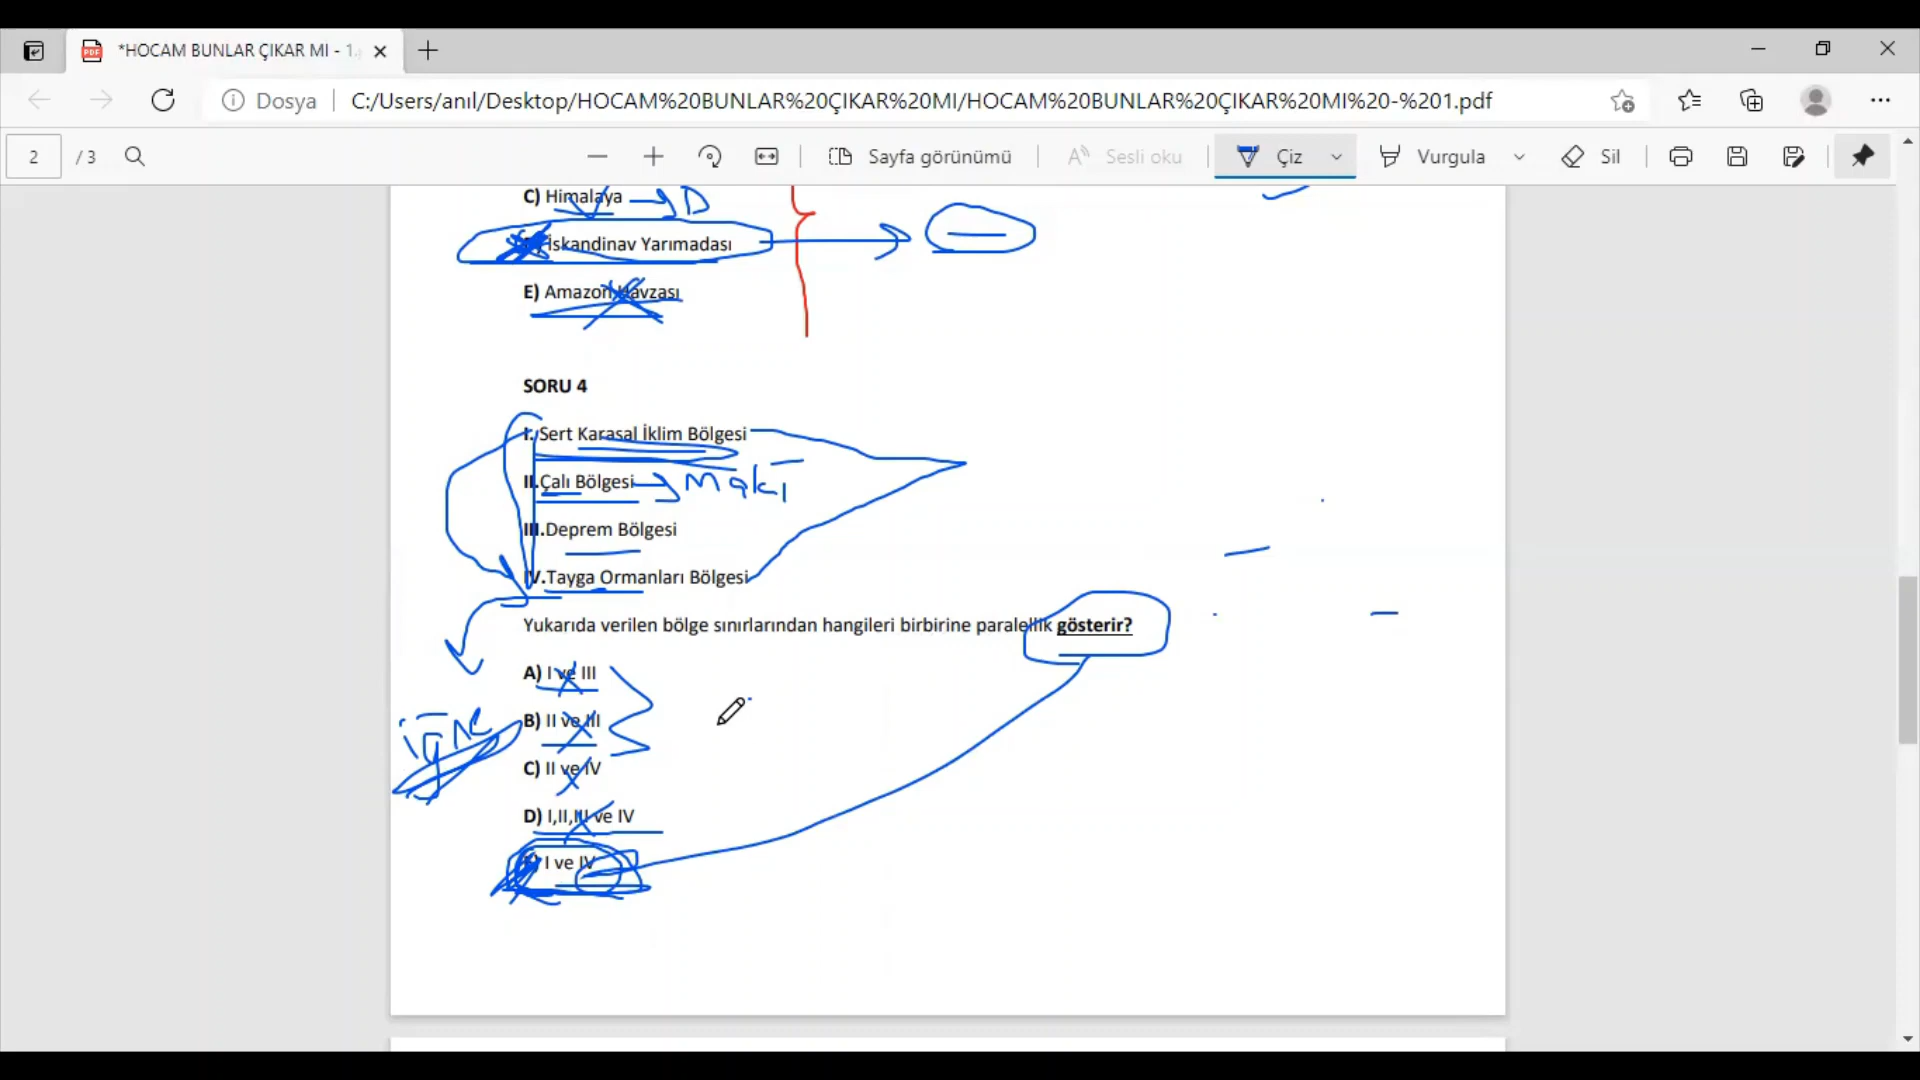 *HOCAM BUNLAR ÇIKAR MI - 1.
Dosya
C:/Users/anıl/Desktop/HOCAM%20BUNLAR%20ÇIKAR%20MI/HOCAM%20BUNLAR%20ÇIKAR%20MI%20-%201.pdf
2 / 3
Sayfa görünümü
Sesli oku
Çiz
Vurgula
Sil
C) Himalaya D
İskandinav Yarımadası
E) Amazon Havzası
SORU 4
I. Sert Karasal İklim Bölgesi
II.Çalı Bölgesi Maki
III.Deprem Bölgesi
IV.Tayga Ormanları Bölgesi
Yukarıda verilen bölge sınırlarından hangileri birbirine paralellik gösterir?
A) I ve III
B) II ve III
iğne
C) II ve IV
D) I,II,III ve IV
I ve IV